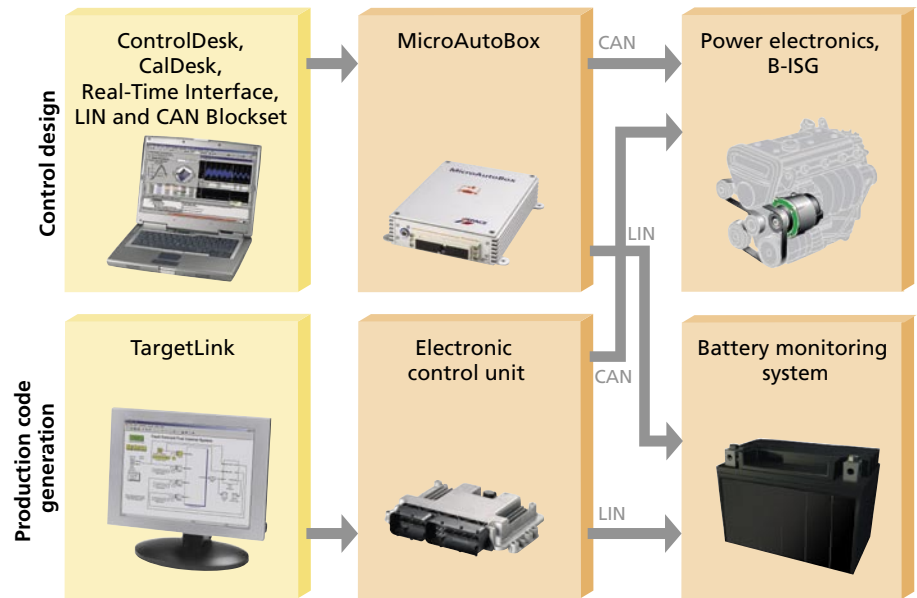 Control design
ControlDesk,
CalDesk,
Real-Time Interface,
LIN and CAN Blockset
MicroAutoBox
MicroAutoBox
CAN
Power electronics,
B-ISG
LIN
Production code
generation
TargetLink
Electronic
control unit
CAN
LIN
Battery monitoring
system